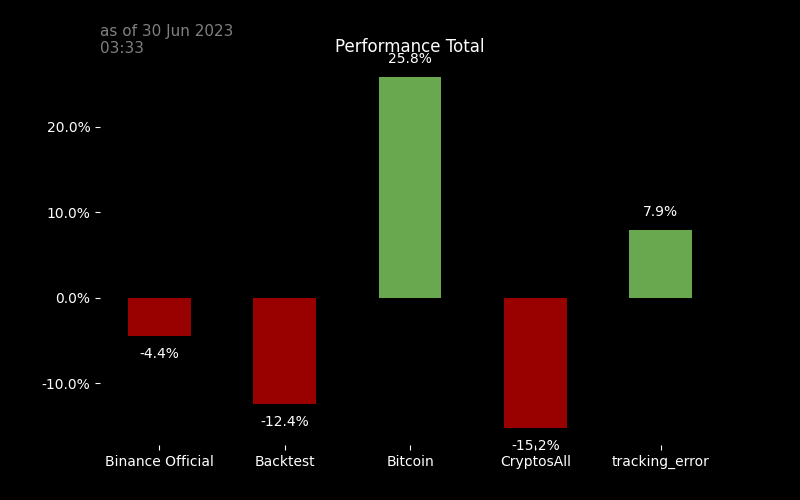 as of 30 Jun 2023
03:33
Performance Total
25.8%
20.0%
10.0%
7.9%
0.0%
-4.4%
-10.0%
-12.4%
-15.2%
Binance Official
Backtest
Bitcoin
CryptosAll
tracking_error